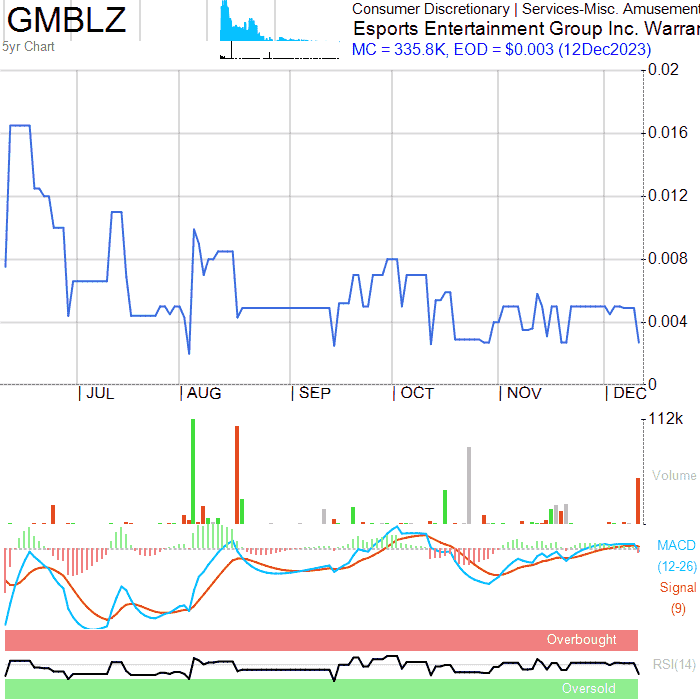 GMBLZ
5yr Chart
Consumer Discretionary | Services-Misc. Amusement
Esports Entertainment Group Inc. Warran
MC = 335.8K, EOD = $0.003 (12Dec2023)
0.02
0.016
0.012
0.008
0.004
0
| JUL | AUG | SEP | OCT | NOV | DEC
112k
Volume
MACD
(12-26)
Signal
(9)
Overbought
RSI(14)
Oversold